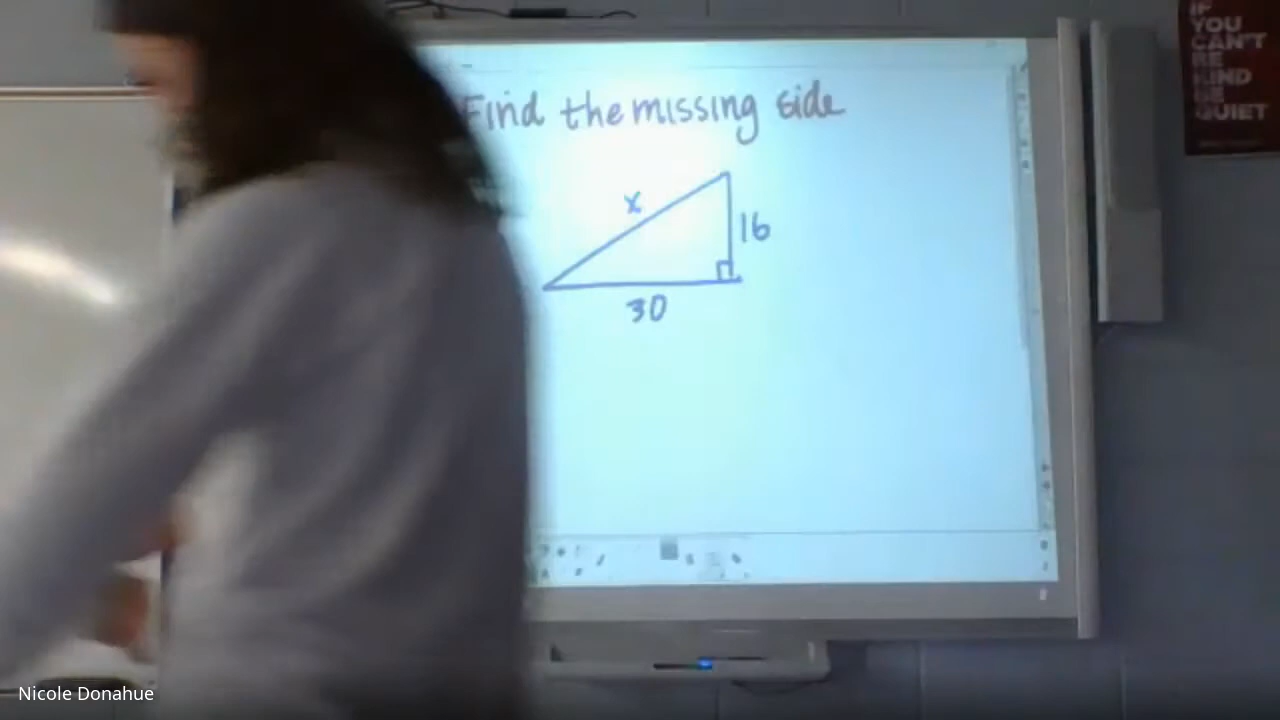 Find the missing side
x
16
30
IF
YOU
CAN'T
BE
KIND
BE
QUIET
Nicole Donahue